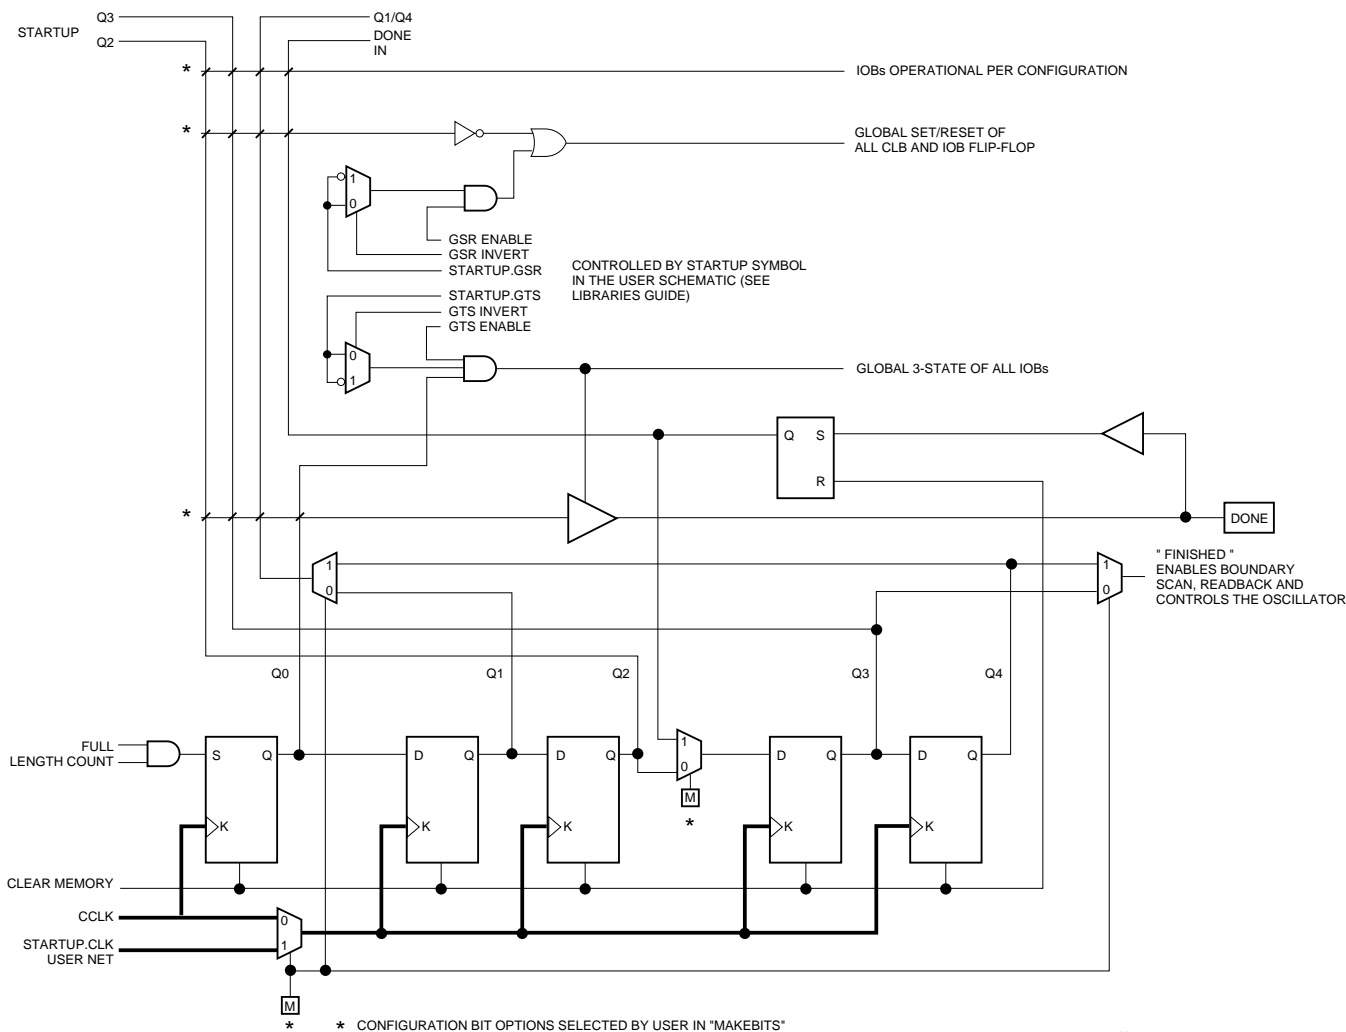 STARTUP
Q3
Q2
Q1/Q4
DONE
IN
*
IOBs OPERATIONAL PER CONFIGURATION
*
GLOBAL SET/RESET OF
ALL CLB AND IOB FLIP-FLOP
1
0
GSR ENABLE
GSR INVERT
STARTUP.GSR
CONTROLLED BY STARTUP SYMBOL
IN THE USER SCHEMATIC (SEE
LIBRARIES GUIDE)
STARTUP.GTS
GTS INVERT
GTS ENABLE
0
1
GLOBAL 3-STATE OF ALL IOBs
Q S
R
*
DONE
1
0
1
0
" FINISHED "
ENABLES BOUNDARY
SCAN, READBACK AND
CONTROLS THE OSCILLATOR
Q0
Q1
Q2
Q3
Q4
FULL
LENGTH COUNT
S Q
K
D Q
K
D Q
K
1
0
M
*
D Q
K
D Q
K
CLEAR MEMORY
CCLK
STARTUP.CLK
USER NET
0
1
M
*
* CONFIGURATION BIT OPTIONS SELECTED BY USER IN "MAKEBITS"